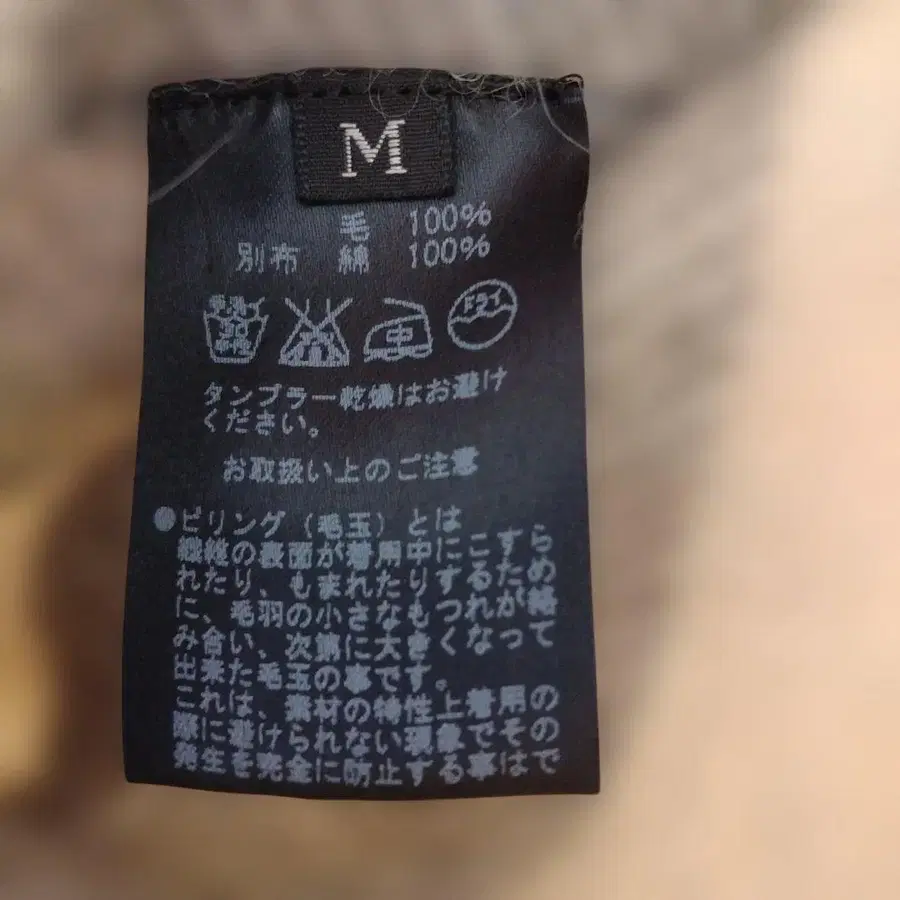 M
毛 100%
別布 綿 100%
中 ドライ
タンブラー乾燥はお避け
ください。
お取扱い上のご注意
●ピリング（毛玉）とは
繊維の表面が着用中にこすら
れたり、もまれたりするため
に、毛羽の小さなもつれが絡
み合い、次第に大きくなって
出来た毛玉の事です。
これは、素材の特性上着用の
際に避けられない現象でその
発生を完全に防止する事はで